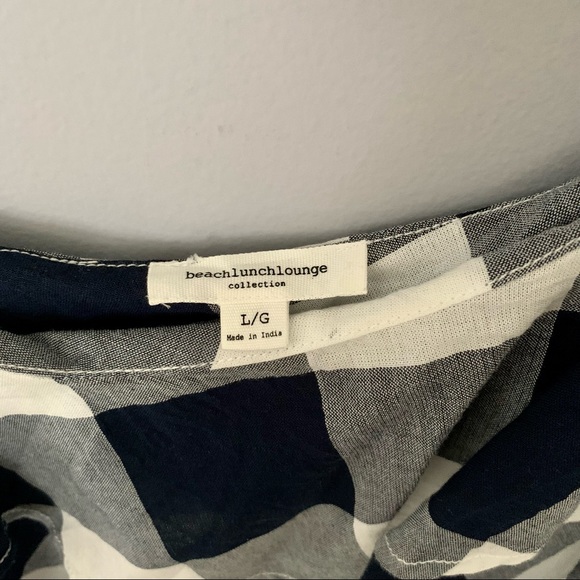 beachlunchlounge
collection
L/G
Made in India